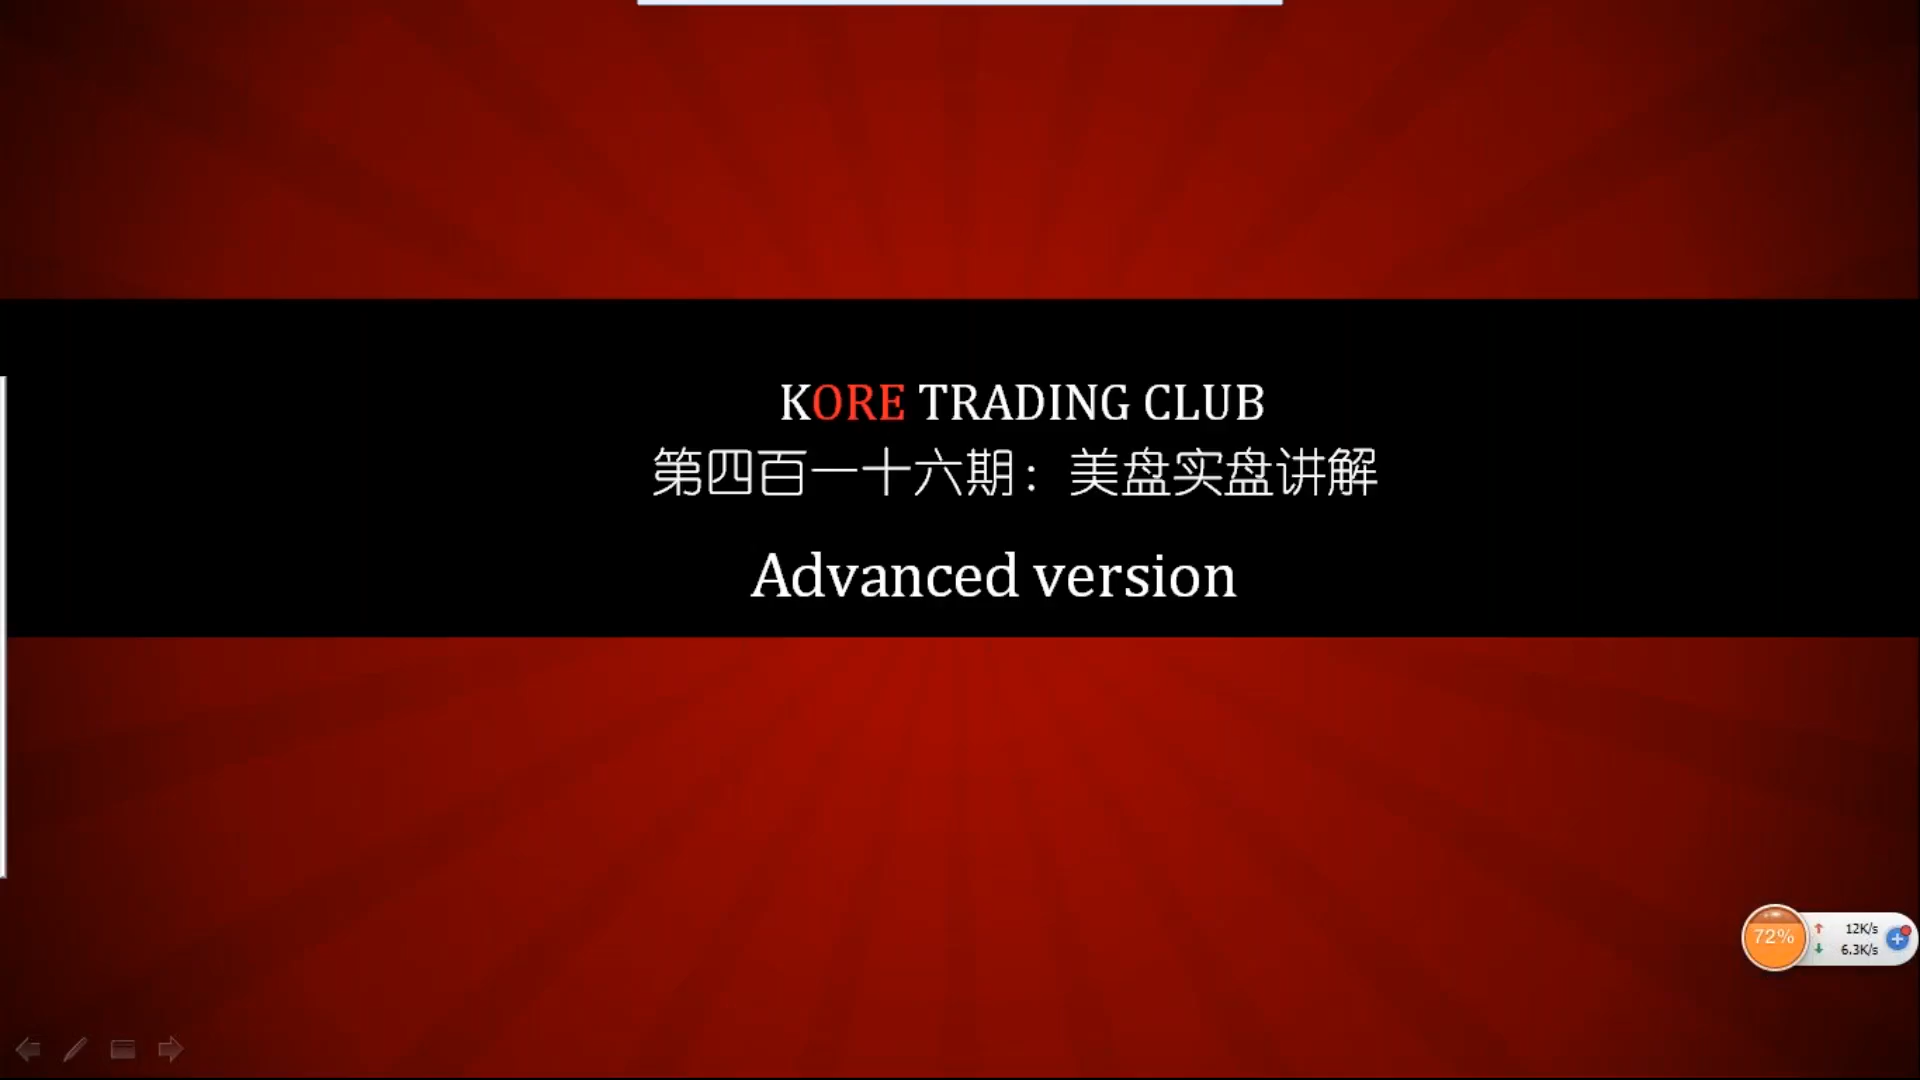 KORE TRADING CLUB
第四百一十六期：美盘实盘讲解
Advanced version
72%
12K/s
6.3K/s